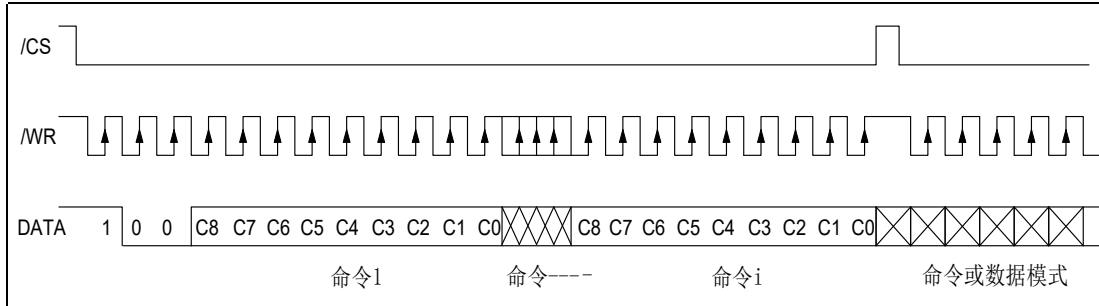 /CS
/WR
DATA 1 0 0 C8 C7 C6 C5 C4 C3 C2 C1 C0 C8 C7 C6 C5 C4 C3 C2 C1 C0
命令1 命令---- 命令i 命令或数据模式